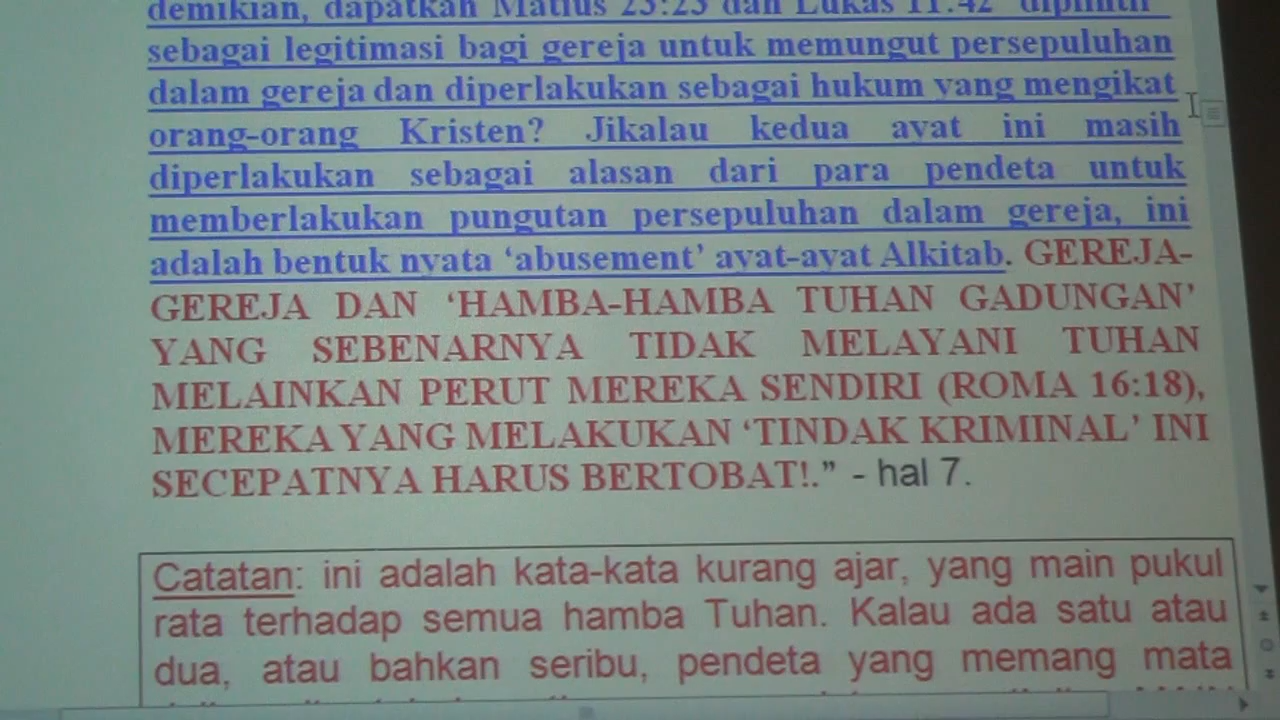 demikian, dapatkah Matius 23:23 dan Lukas 11:42 dipelintir
sebagai legitimasi bagi gereja untuk memungut persepuluhan
dalam gereja dan diperlakukan sebagai hukum yang mengikat
orang-orang Kristen? Jikalau kedua ayat ini masih
diperlakukan sebagai alasan dari para pendeta untuk
memberlakukan pungutan persepuluhan dalam gereja, ini
adalah bentuk nyata ‘abusement’ ayat-ayat Alkitab. GEREJA-
GEREJA DAN ‘HAMBA-HAMBA TUHAN GADUNGAN’
YANG SEBENARNYA TIDAK MELAYANI TUHAN
MELAINKAN PERUT MEREKA SENDIRI (ROMA 16:18),
MEREKA YANG MELAKUKAN ‘TINDAK KRIMINAL’ INI
SECEPATNYA HARUS BERTOBAT!.” - hal 7.
Catatan: ini adalah kata-kata kurang ajar, yang main pukul
rata terhadap semua hamba Tuhan. Kalau ada satu atau
dua, atau bahkan seribu, pendeta yang memang mata